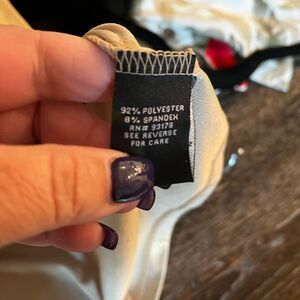 92% POLYESTER
8% SPANDEX
RN# 93178
SEE REVERSE
FOR CARE